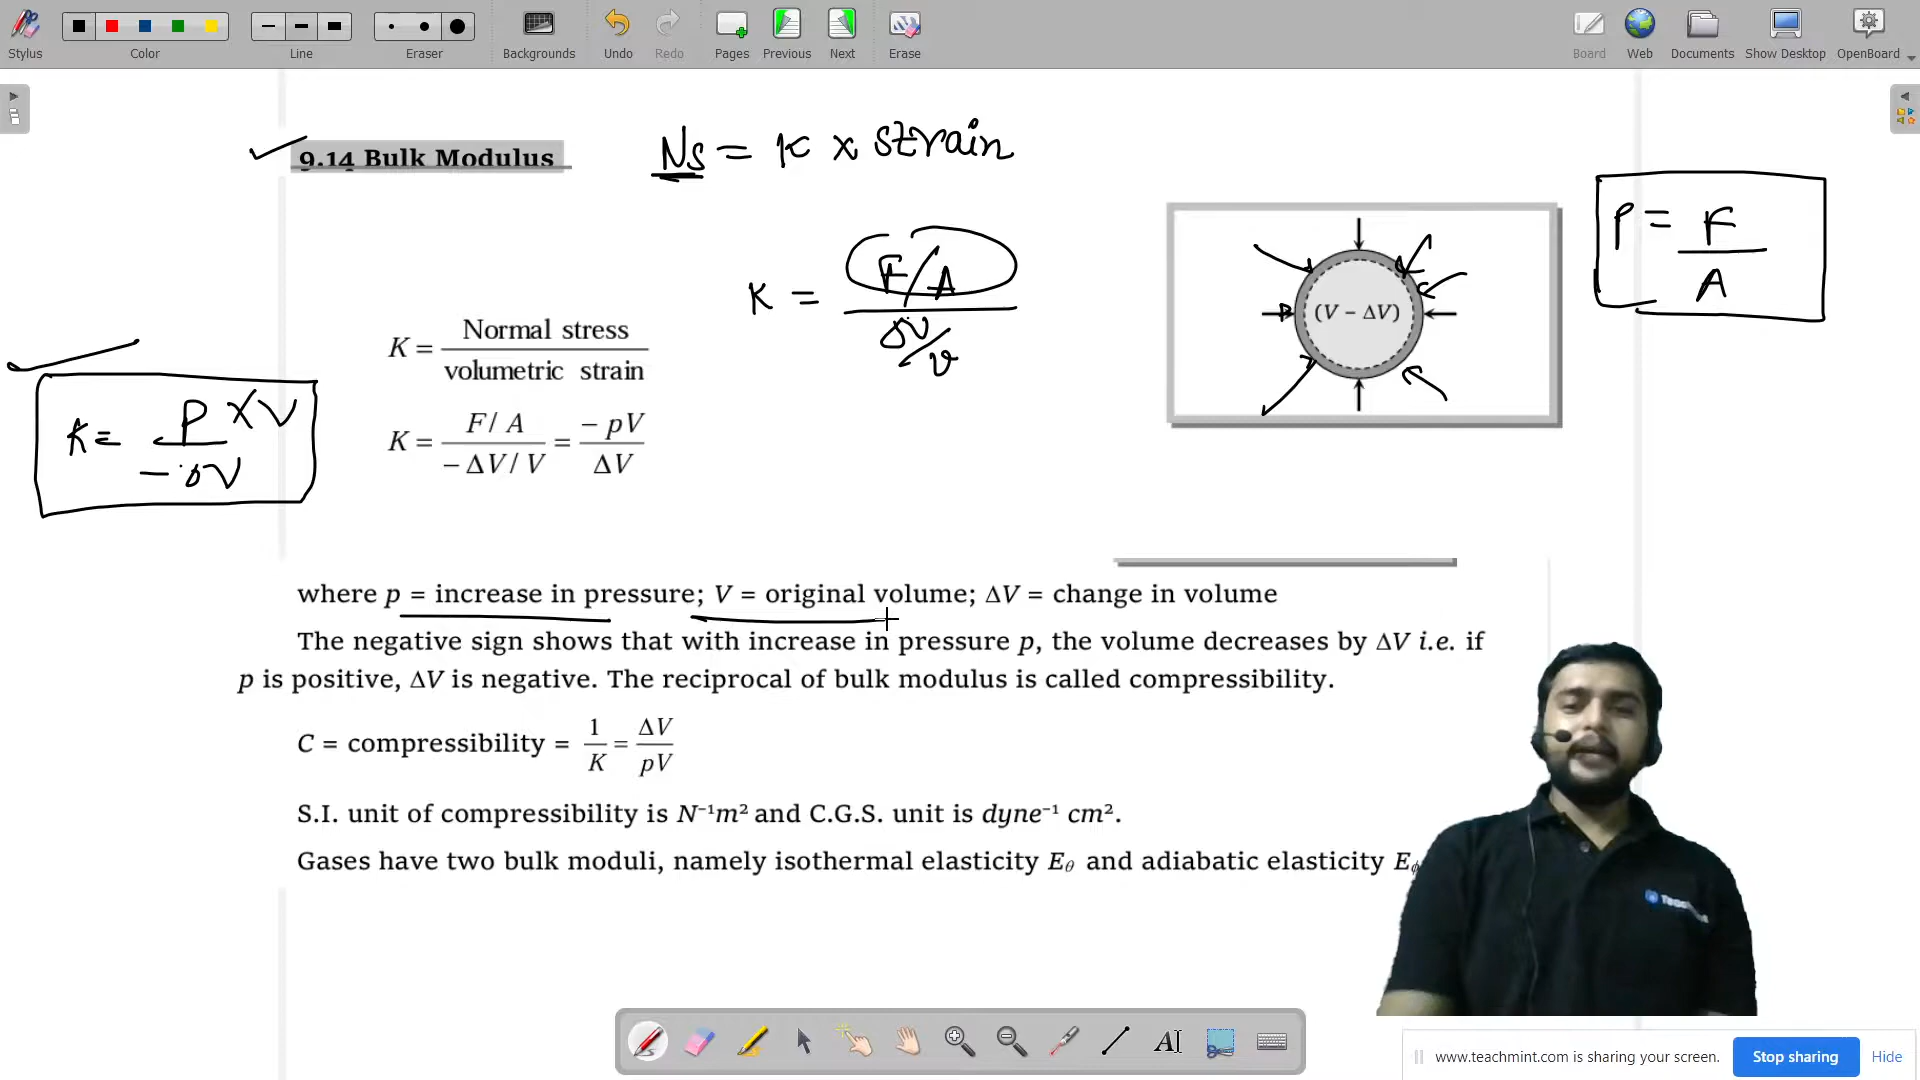 Stylus Color Line Eraser Backgrounds Undo Redo Pages Previous Next Erase Board Web Documents Show Desktop OpenBoard
9.14 Bulk Modulus
Ns = K x strain
P = F / A
K = F/A / ΔV/V
(V – ΔV)
K = Normal stress / volumetric strain
K = P x V / – ΔV
K = F/ A / – ΔV/ V = – pV / ΔV
where p = increase in pressure; V = original volume; ΔV = change in volume
The negative sign shows that with increase in pressure p, the volume decreases by ΔV i.e. if
p is positive, ΔV is negative. The reciprocal of bulk modulus is called compressibility.
C = compressibility = 1 / K = ΔV / pV
S.I. unit of compressibility is N⁻¹m² and C.G.S. unit is dyne⁻¹ cm².
Gases have two bulk moduli, namely isothermal elasticity Eθ and adiabatic elasticity Eϕ
www.teachmint.com is sharing your screen. Stop sharing Hide